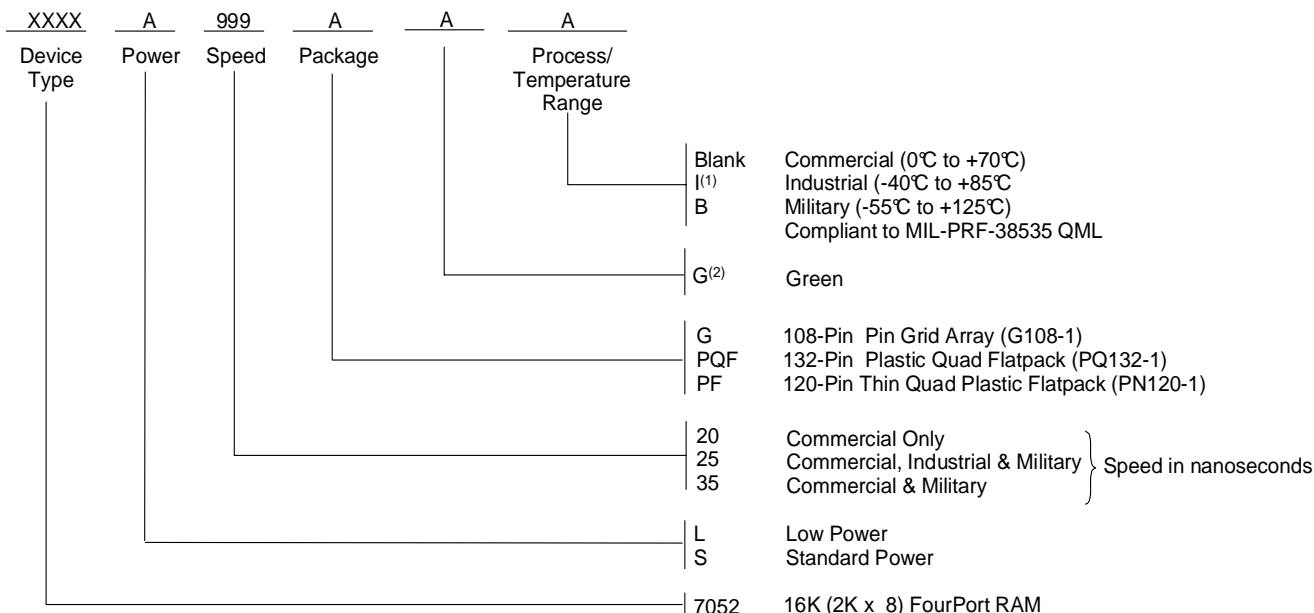 XXXX A 999 A A A
Device Type Power Speed Package Process/ Temperature Range
Blank Commercial (0°C to +70°C)
I(1) Industrial (-40°C to +85°C
B Military (-55°C to +125°C)
Compliant to MIL-PRF-38535 QML
G(2) Green
G 108-Pin Pin Grid Array (G108-1)
PQF 132-Pin Plastic Quad Flatpack (PQ132-1)
PF 120-Pin Thin Quad Plastic Flatpack (PN120-1)
20 Commercial Only
25 Commercial, Industrial & Military Speed in nanoseconds
35 Commercial & Military
L Low Power
S Standard Power
7052 16K (2K x 8) FourPort RAM